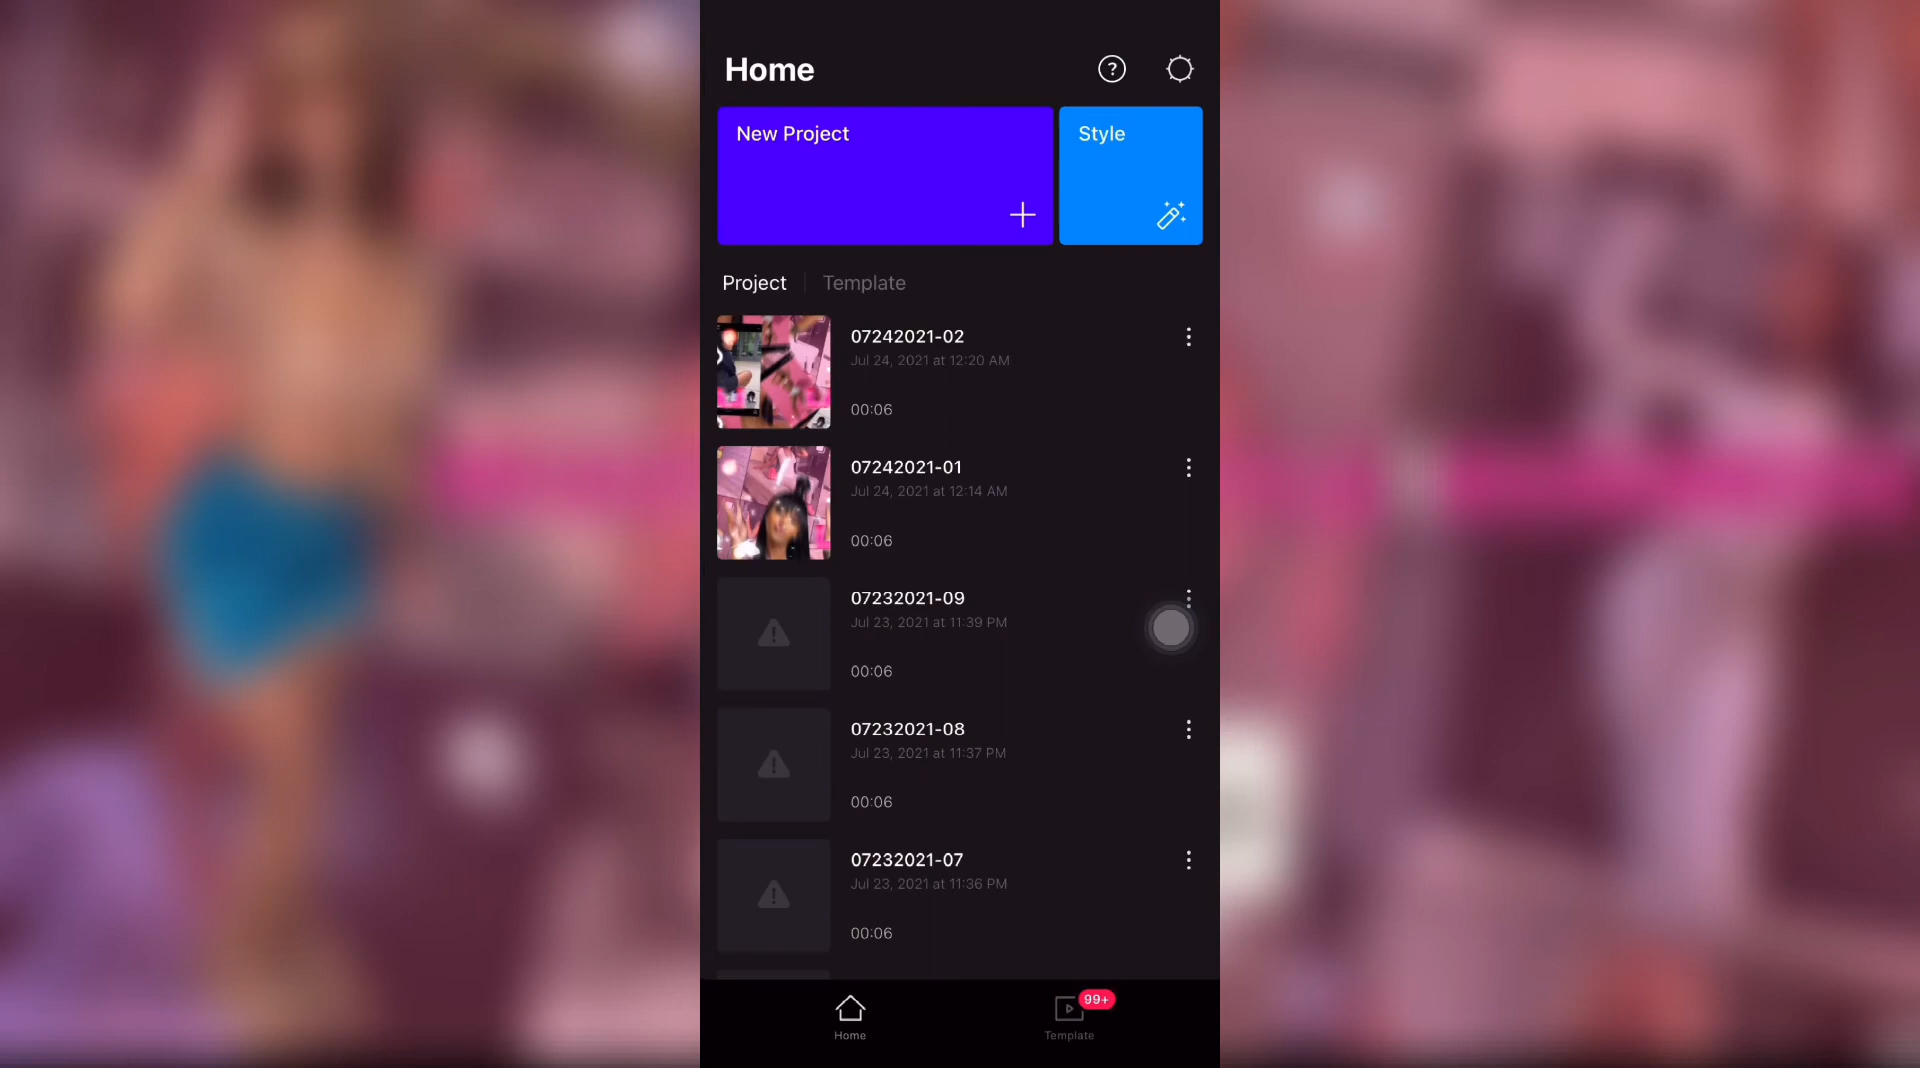 Home
New Project
Style
Project
Template
07242021-02
Jul 24, 2021 at 12:20 AM
00:06
07242021-01
Jul 24, 2021 at 12:14 AM
00:06
07232021-09
Jul 23, 2021 at 11:39 PM
00:06
07232021-08
Jul 23, 2021 at 11:37 PM
00:06
07232021-07
Jul 23, 2021 at 11:36 PM
00:06
99+
Home
Template